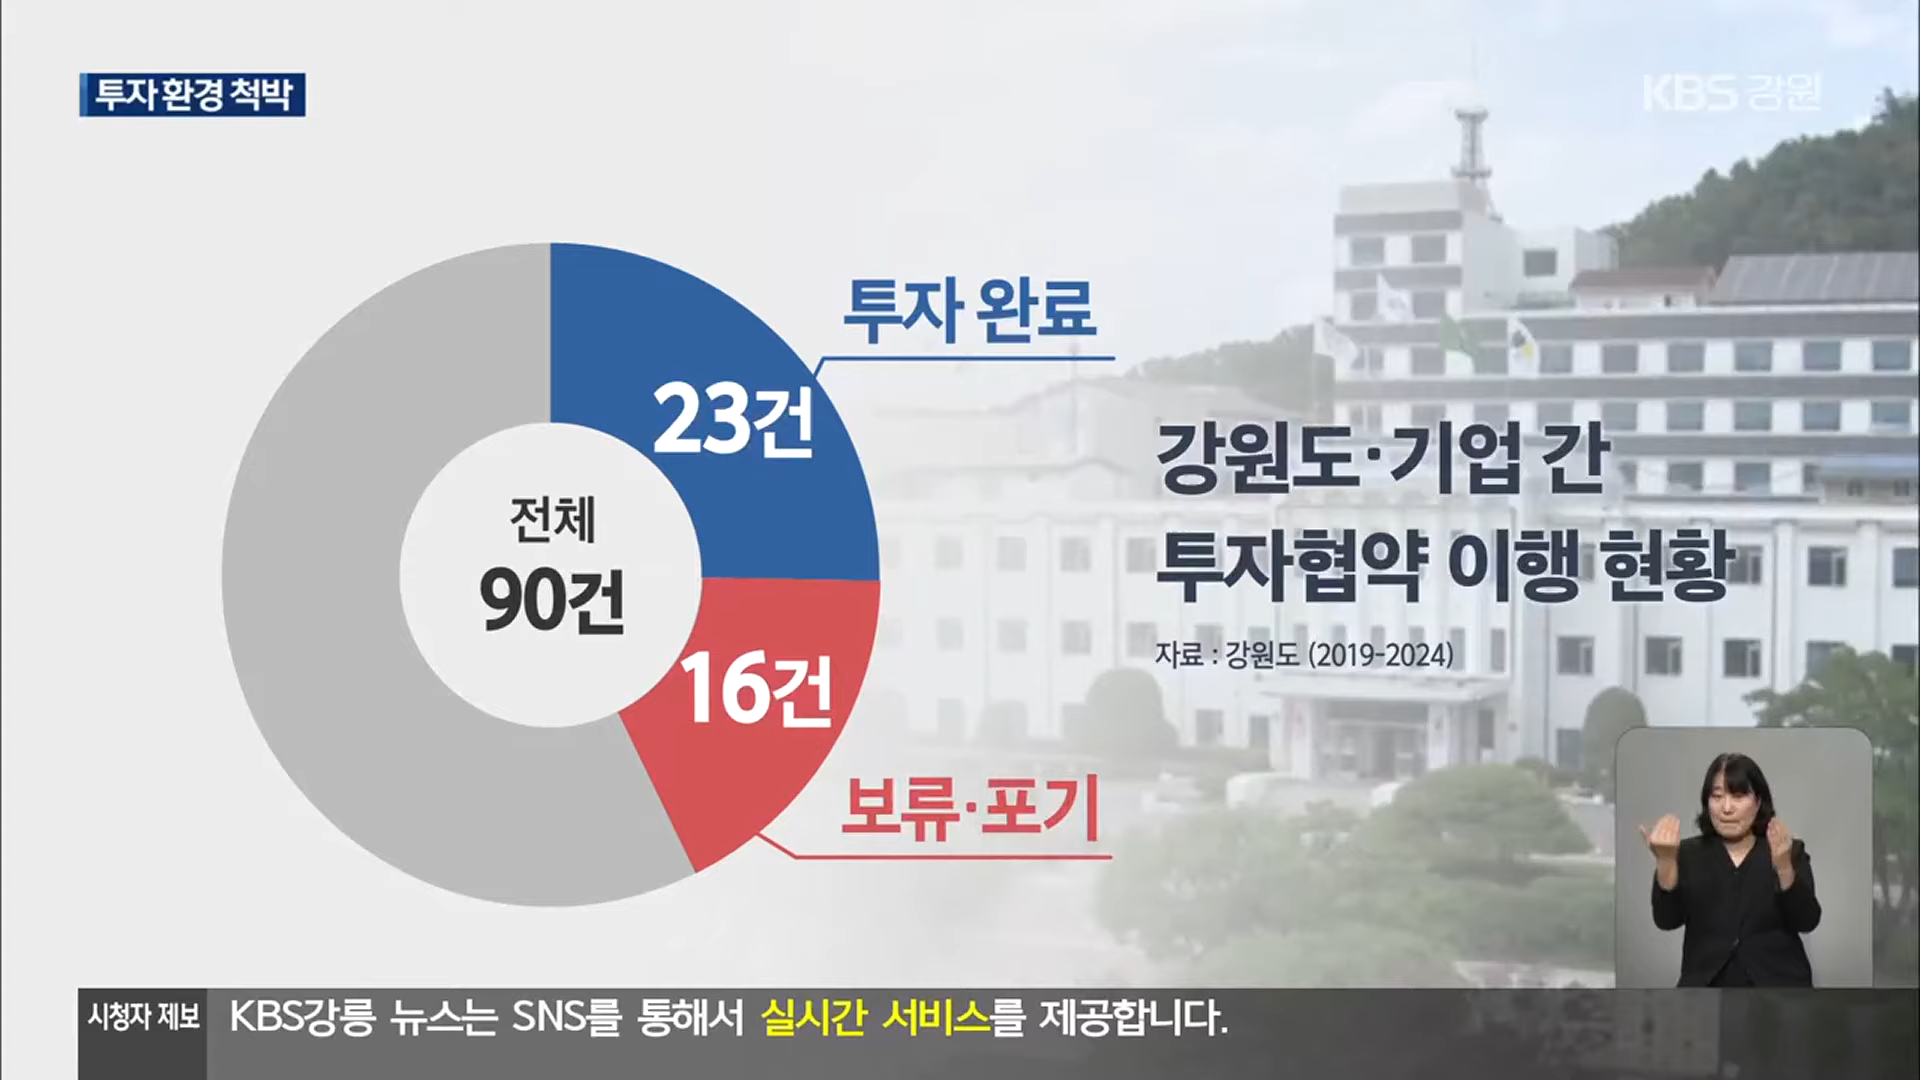 투자 환경 척박
KBS 강원
투자 완료
23건
전체
90건
16건
보류·포기
강원도·기업 간
투자협약 이행 현황
자료 : 강원도 (2019-2024)
시청자 제보
KBS강릉 뉴스는 SNS를 통해서 실시간 서비스를 제공합니다.